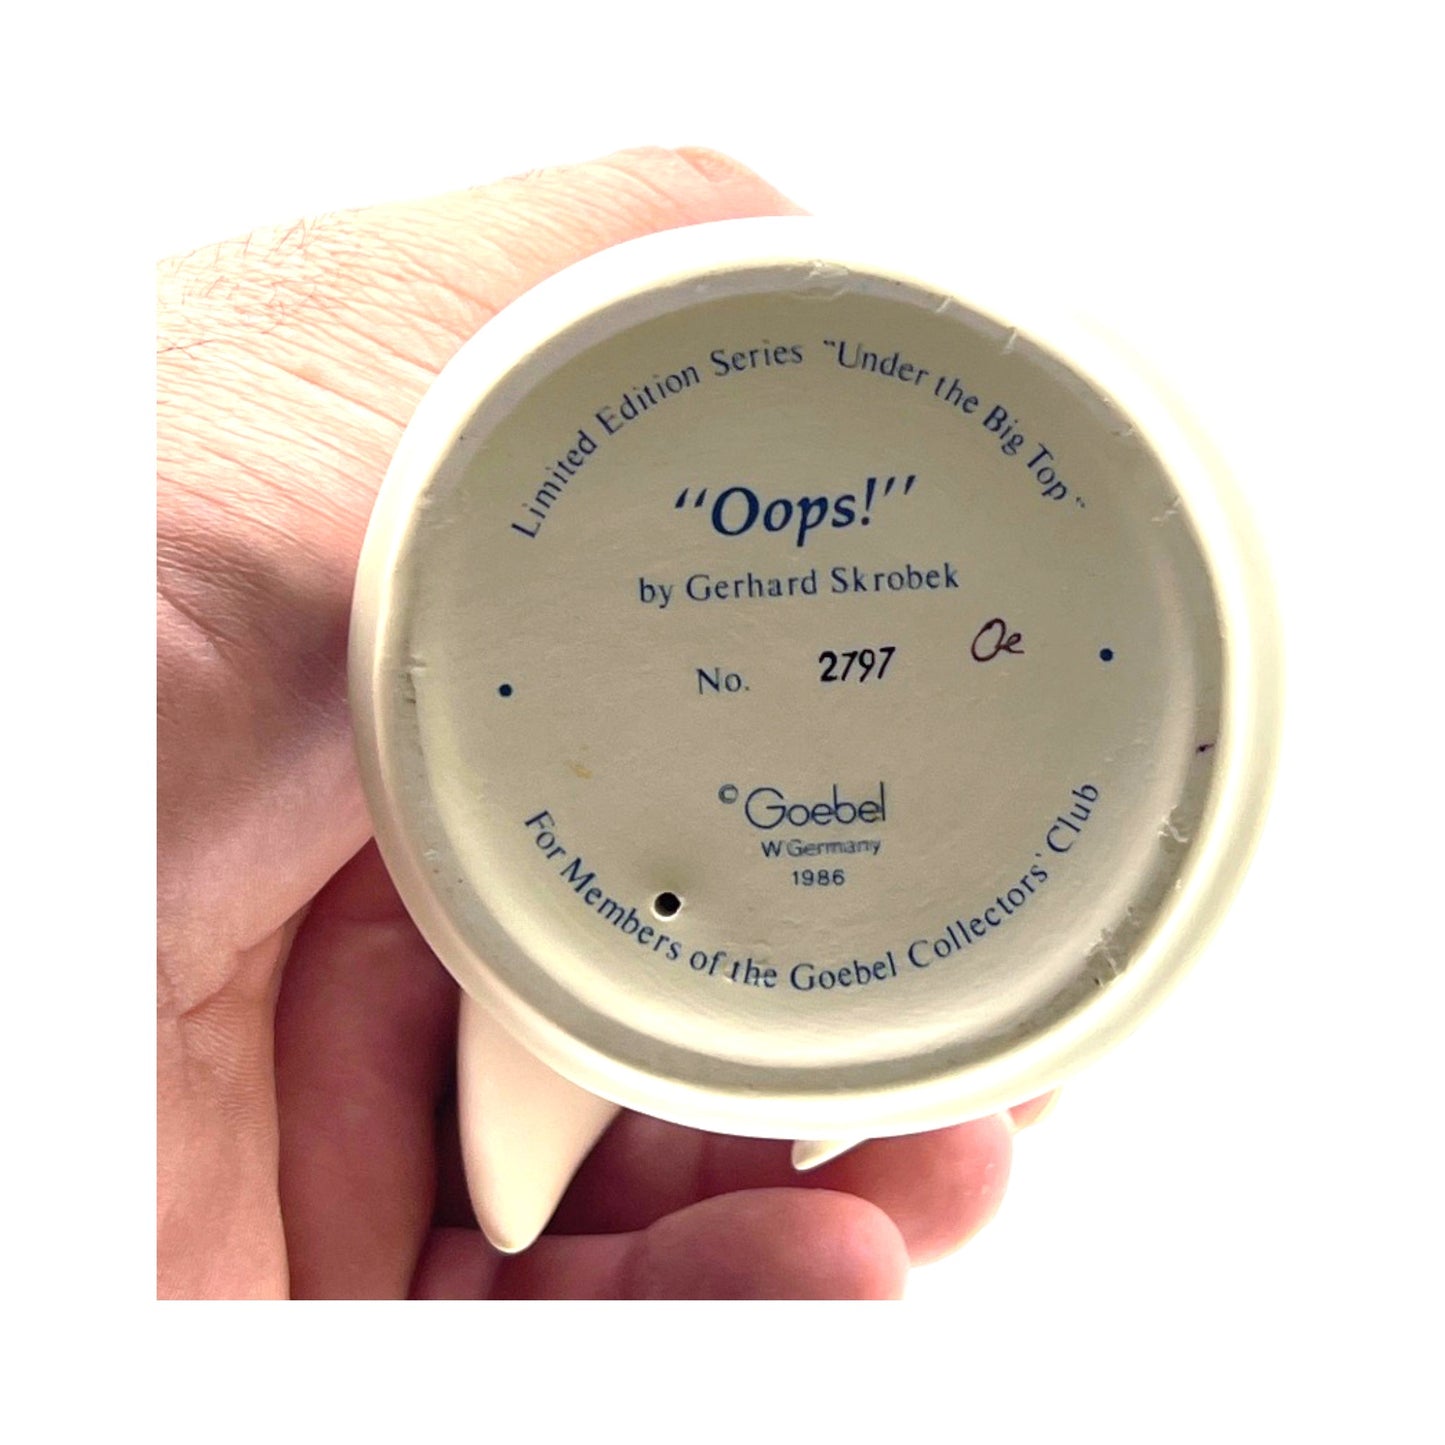 Limited Edition Series "Under the Big Top"
"Oops!"
by Gerhard Skrobek
No. 2797 Oe
© Goebel
W.Germany
1986
For Members of the Goebel Collectors' Club